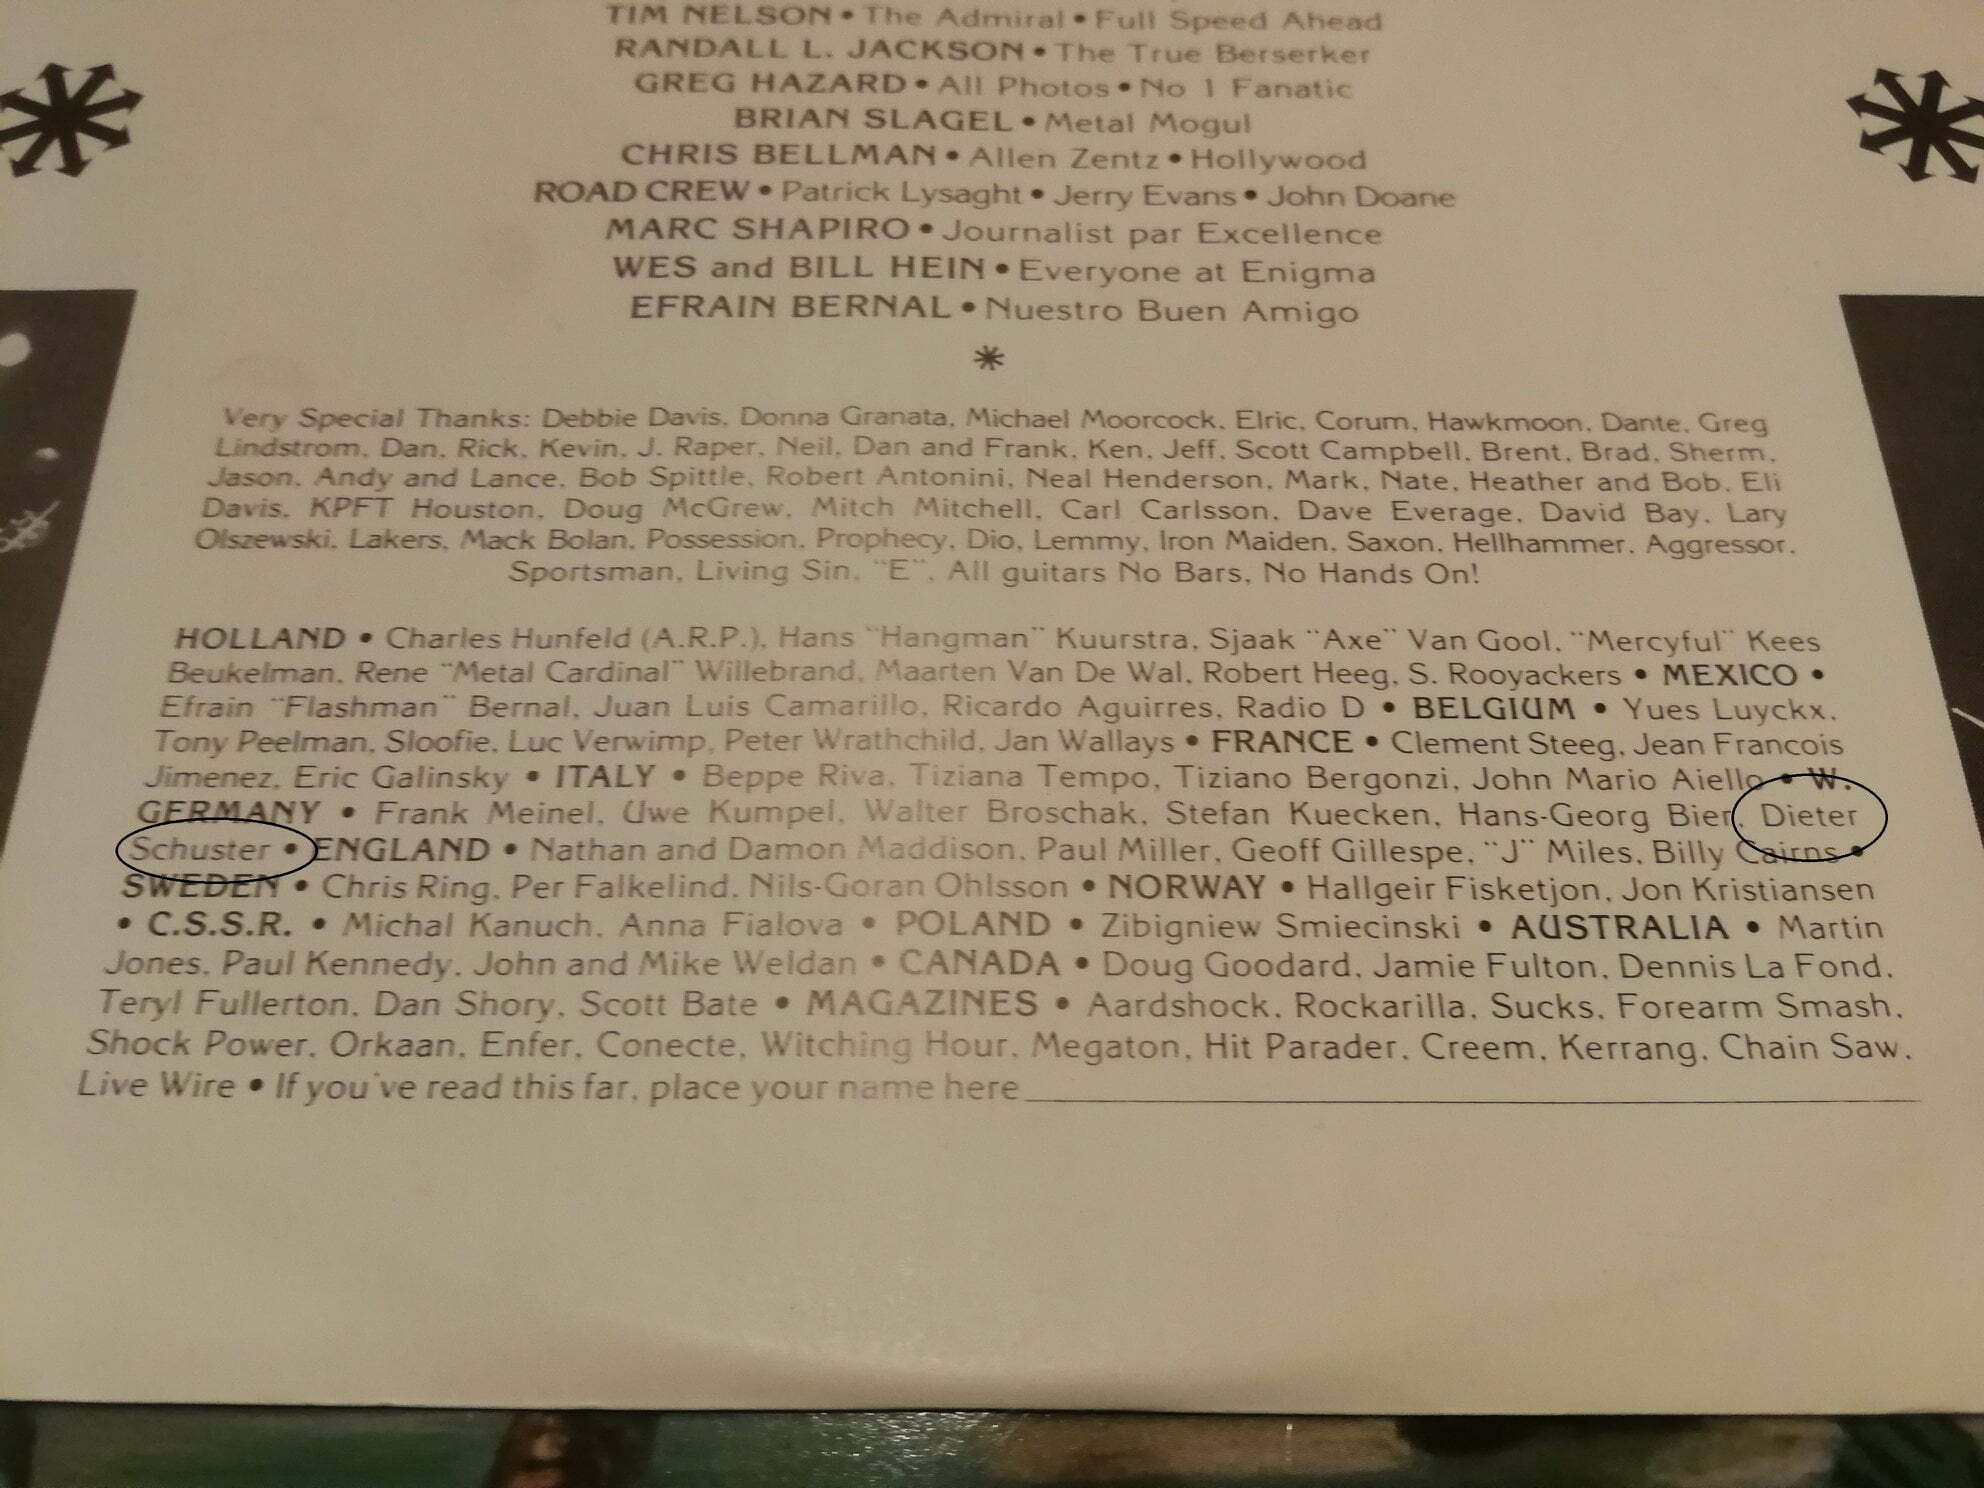 TIM NELSON • The Admiral • Full Speed Ahead
RANDALL L. JACKSON • The True Berserker
GREG HAZARD • All Photos • No 1 Fanatic
BRIAN SLAGEL • Metal Mogul
CHRIS BELLMAN • Allen Zentz • Hollywood
ROAD CREW • Patrick Lysaght • Jerry Evans • John Doane
MARC SHAPIRO • Journalist par Excellence
WES and BILL HEIN • Everyone at Enigma
EFRAIN BERNAL • Nuestro Buen Amigo
Very Special Thanks: Debbie Davis, Donna Granata, Michael Moorcock, Elric, Corum, Hawkmoon, Dante, Greg
Lindstrom, Dan, Rick, Kevin, J. Raper, Neil, Dan and Frank, Ken, Jeff, Scott Campbell, Brent, Brad, Sherm,
Jason, Andy and Lance, Bob Spittle, Robert Antonini, Neal Henderson, Mark, Nate, Heather and Bob, Eli
Davis, KPFT Houston, Doug McGrew, Mitch Mitchell, Carl Carlsson, Dave Everage, David Bay, Lary
Olszewski, Lakers, Mack Bolan, Possession, Prophecy, Dio, Lemmy, Iron Maiden, Saxon, Hellhammer, Aggressor,
Sportsman, Living Sin, "E", All guitars No Bars, No Hands On!
HOLLAND • Charles Hunfeld (A.R.P.), Hans "Hangman" Kuurstra, Sjaak "Axe" Van Gool, "Mercyful" Kees
Beukelman, Rene "Metal Cardinal" Willebrand, Maarten Van De Wal, Robert Heeg, S. Rooyackers • MEXICO •
Efrain "Flashman" Bernal, Juan Luis Camarillo, Ricardo Aguirres, Radio D • BELGIUM • Yues Luyckx,
Tony Peelman, Sloofie, Luc Verwimp, Peter Wrathchild, Jan Wallays • FRANCE • Clement Steeg, Jean Francois
Jimenez, Eric Galinsky • ITALY • Beppe Riva, Tiziana Tempo, Tiziano Bergonzi, John Mario Aiello • W.
GERMANY • Frank Meinel, Uwe Kumpel, Walter Broschak, Stefan Kuecken, Hans-Georg Bier, Dieter
Schuster • ENGLAND • Nathan and Damon Maddison, Paul Miller, Geoff Gillespe, "J" Miles, Billy Cairns •
SWEDEN • Chris Ring, Per Falkelind, Nils-Goran Ohlsson • NORWAY • Hallgeir Fisketjon, Jon Kristiansen
• C.S.S.R. • Michal Kanuch, Anna Fialova • POLAND • Zibigniew Smiecinski • AUSTRALIA • Martin
Jones, Paul Kennedy, John and Mike Weldan • CANADA • Doug Goodard, Jamie Fulton, Dennis La Fond,
Teryl Fullerton, Dan Shory, Scott Bate • MAGAZINES • Aardshock, Rockarilla, Sucks, Forearm Smash,
Shock Power, Orkaan, Enfer, Conecte, Witching Hour, Megaton, Hit Parader, Creem, Kerrang, Chain Saw,
Live Wire • If you've read this far, place your name here